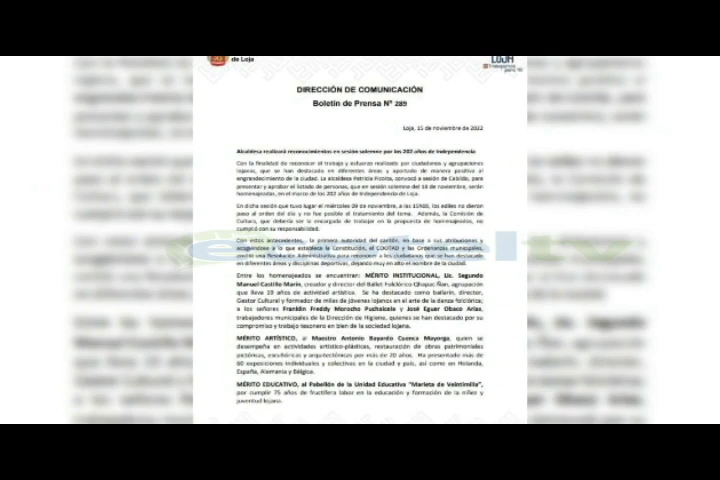 de Loja
LOJA
DIRECCIÓN DE COMUNICACIÓN
Boletín de Prensa N° 289
Loja, 15 de noviembre de 2022
Alcaldesa realizará reconocimientos en sesión solemne por los 202 años de Independencia
Con la finalidad de reconocer el trabajo y esfuerzo realizado por ciudadanos y agrupaciones
lojanas, que se han destacado en diferentes áreas y aportado de manera positiva al
engrandecimiento de la ciudad. La alcaldesa Patricia Picoita, convocó a sesión de Cabildo, para
presentar y aprobar el listado de personas, que en sesión solemne del 18 de noviembre, serán
homenajeadas, en el marco de los 202 años de Independencia de Loja.
En dicha sesión que tuvo lugar el miércoles 09 de noviembre, a las 15h00, los ediles no dieron
paso al orden del día y no fue posible el tratamiento del tema. Además, la Comisión de
Cultura, que debería ser la encargada de trabajar en la propuesta de homenajeados, no
cumplió con su responsabilidad.
Con estos antecedentes, la primera autoridad del cantón, en base a sus atribuciones y
acogiéndose a lo que establece la Constitución, el COOTAD y las Ordenanzas municipales,
emitió una Resolución Administrativa para reconocer a los ciudadanos que se han destacado
en diferentes áreas y disciplinas deportivas, dejando muy en alto el nombre de la ciudad.
Entre los homenajeados se encuentran: MÉRITO INSTITUCIONAL, Lic. Segundo
Manuel Castillo Marín, creador y director del Ballet Folclórico Qhapac Ñan, agrupación
que lleva 19 años de actividad artística. Se ha destacado como bailarín, director,
Gestor Cultural y formador de miles de jóvenes lojanos en el arte de la danza folclórica;
a los señores Franklin Freddy Morocho Puchaicela y José Eguer Obaco Arias,
trabajadores municipales de la Dirección de Higiene, quienes se han destacado por su
compromiso y trabajo tesonero en bien de la sociedad lojana.
MÉRITO ARTÍSTICO, al Maestro Antonio Bayardo Cuenca Mayorga, quien se
desempeña en actividades artístico-plásticas, restauración de obras patrimoniales
pictóricas, escultóricas y arquitectónicas por más de 20 años. Ha presentado más de
60 exposiciones individuales y colectivas en la ciudad y país, así como en Holanda,
España, Alemania y Bélgica.
MÉRITO EDUCATIVO, al Pabellón de la Unidad Educativa "Marieta de Veintimilla",
por cumplir 75 años de fructífera labor en la educación y formación de la niñez y
juventud lojana.